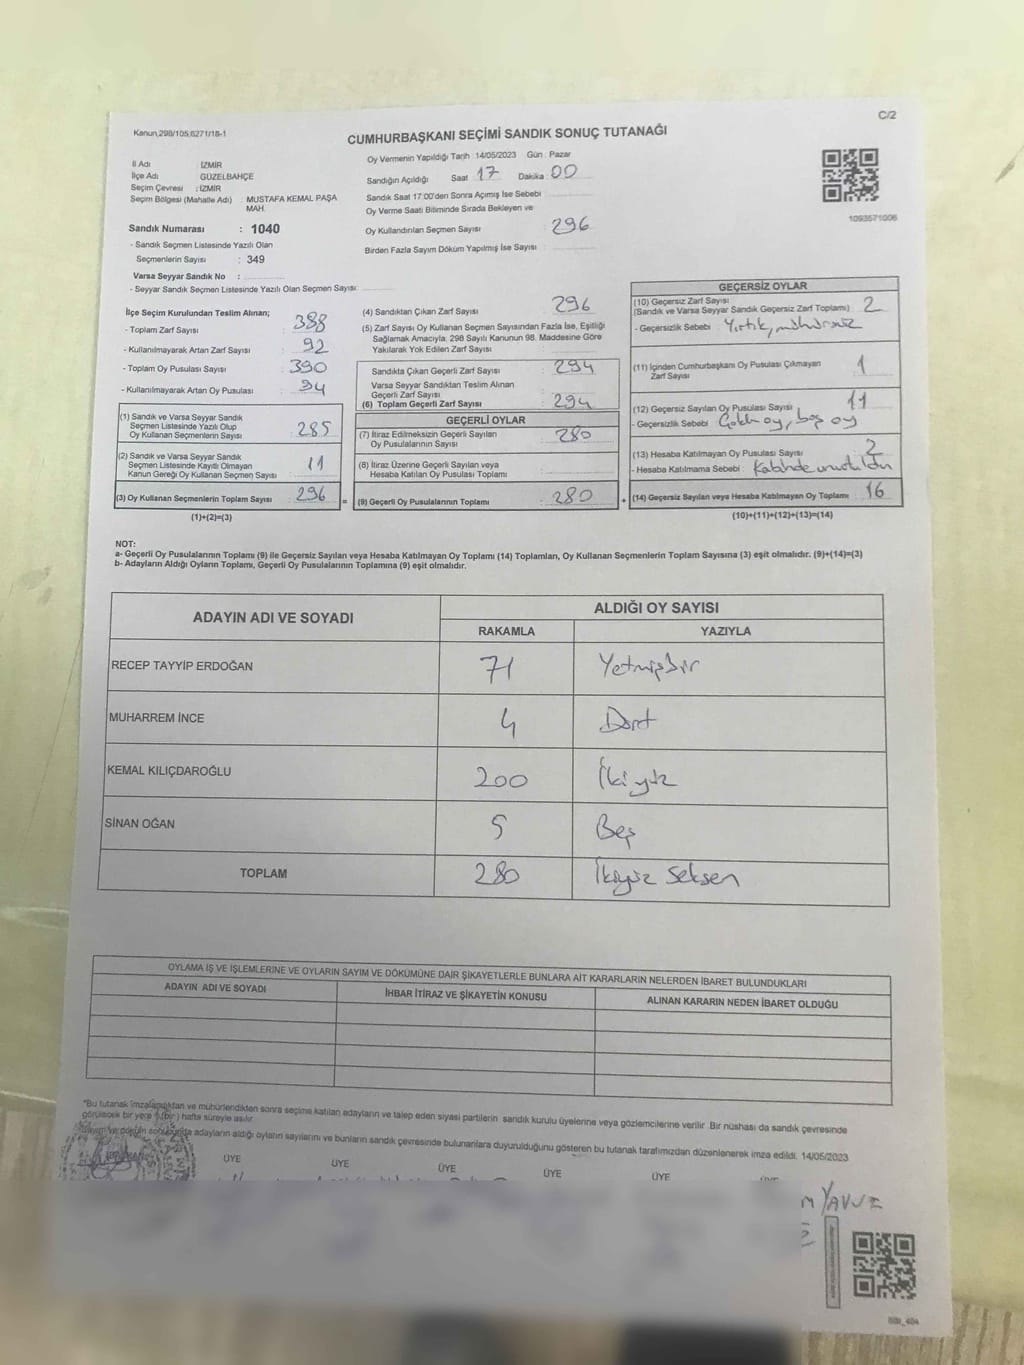 C/2
Kanun,298/105,6271/18-1
CUMHURBAŞKANI SEÇİMİ SANDIK SONUÇ TUTANAĞI
İl Adı İZMİR
İlçe Adı GÜZELBAHÇE
Seçim Çevresi : İZMİR
Seçim Bölgesi (Mahalle Adı) : MUSTAFA KEMAL PAŞA
MAH.
Sandık Numarası : 1040
- Sandık Seçmen Listesinde Yazılı Olan
Seçmenlerin Sayısı : 349
Varsa Seyyar Sandık No :
- Seyyar Sandık Seçmen Listesinde Yazılı Olan Seçmen Sayısı:
Oy Vermenin Yapıldığı Tarih : 14/05/2023 Gün : Pazar
Sandığın Açıldığı Saat 17 Dakika 00
Sandık Saat 17:00'den Sonra Açılmış İse Sebebi :
Oy Verme Saati Bitiminde Sırada Bekleyen ve
Oy Kullandırılan Seçmen Sayısı : 296
Birden Fazla Sayım Döküm Yapılmış İse Sayısı :
1093571006
İlçe Seçim Kurulundan Teslim Alınan;
- Toplam Zarf Sayısı : 388
- Kullanılmayarak Artan Zarf Sayısı : 92
- Toplam Oy Pusulası Sayısı : 390
- Kullanılmayarak Artan Oy Pusulası : 94
(1) Sandık ve Varsa Seyyar Sandık
Seçmen Listesinde Yazılı Olup
Oy Kullanan Seçmenlerin Sayısı : 285
(2) Sandık ve Varsa Seyyar Sandık
Seçmen Listesinde Kayıtlı Olmayan
Kanun Gereği Oy Kullanan Seçmen Sayısı : 11
(3) Oy Kullanan Seçmenlerin Toplam Sayısı : 296 =
(1)+(2)=(3)
(4) Sandıktan Çıkan Zarf Sayısı : 296
(5) Zarf Sayısı Oy Kullanan Seçmen Sayısından Fazla İse, Eşitliği
Sağlamak Amacıyla; 298 Sayılı Kanunun 98. Maddesine Göre
Yakılarak Yok Edilen Zarf Sayısı :
Sandıkta Çıkan Geçerli Zarf Sayısı : 294
Varsa Seyyar Sandıktan Teslim Alınan
Geçerli Zarf Sayısı :
(6) Toplam Geçerli Zarf Sayısı : 294
GEÇERLİ OYLAR
(7) İtiraz Edilmeksizin Geçerli Sayılan
Oy Pusulalarının Sayısı : 280
(8) İtiraz Üzerine Geçerli Sayılan veya
Hesaba Katılan Oy Pusulası Toplamı :
(9) Geçerli Oy Pusulalarının Toplamı : 280 +
GEÇERSİZ OYLAR
(10) Geçersiz Zarf Sayısı
(Sandık ve Varsa Seyyar Sandık Geçersiz Zarf Toplamı) : 2
- Geçersizlik Sebebi : Yırtık, mühürsüz
(11) İçinden Cumhurbaşkanı Oy Pusulası Çıkmayan
Zarf Sayısı : 1
(12) Geçersiz Sayılan Oy Pusulası Sayısı : 11
- Geçersizlik Sebebi : Çoklu oy, boş oy
(13) Hesaba Katılmayan Oy Pusulası Sayısı : 2
- Hesaba Katılmama Sebebi : Kabinde unutuldu
(14) Geçersiz Sayılan veya Hesaba Katılmayan Oy Toplamı : 16
(10)+(11)+(12)+(13)=(14)
NOT:
a- Geçerli Oy Pusulalarının Toplamı (9) ile Geçersiz Sayılan veya Hesaba Katılmayan Oy Toplamı (14) Toplamları, Oy Kullanan Seçmenlerin Toplam Sayısına (3) eşit olmalıdır. (9)+(14)=(3)
b- Adayların Aldığı Oyların Toplamı, Geçerli Oy Pusulalarının Toplamına (9) eşit olmalıdır.
ADAYIN ADI VE SOYADI ALDIĞI OY SAYISI
RAKAMLA YAZIYLA
RECEP TAYYİP ERDOĞAN 71 Yetmişbir
MUHARREM İNCE 4 Dört
KEMAL KILIÇDAROĞLU 200 İkiyüz
SİNAN OĞAN 5 Beş
TOPLAM 280 İkiyüz Seksen
OYLAMA İŞ VE İŞLEMLERİNE VE OYLARIN SAYIM VE DÖKÜMÜNE DAİR ŞİKAYETLERLE BUNLARA AİT KARARLARIN NELERDEN İBARET BULUNDUKLARI
ADAYIN ADI VE SOYADI İHBAR İTİRAZ VE ŞİKAYETİN KONUSU ALINAN KARARIN NEDEN İBARET OLDUĞU
*Bu tutanak imzalandıktan ve mühürlendikten sonra seçime katılan adayların ve talep eden siyasi partilerin sandık kurulu üyelerine veya gözlemcilerine verilir .Bir nüshası da sandık çevresinde
görülecek bir yere 1(bir) hafta süreyle asılır.
Sayım ve döküm sonucunda adayların aldığı oyların sayılarını ve bunların sandık çevresinde bulunanlara duyurulduğunu gösteren bu tutanak tarafımızdan düzenlenerek imza edildi. 14/05/2023
ÜYE ÜYE ÜYE ÜYE ÜYE ÜYE
YAVUZ